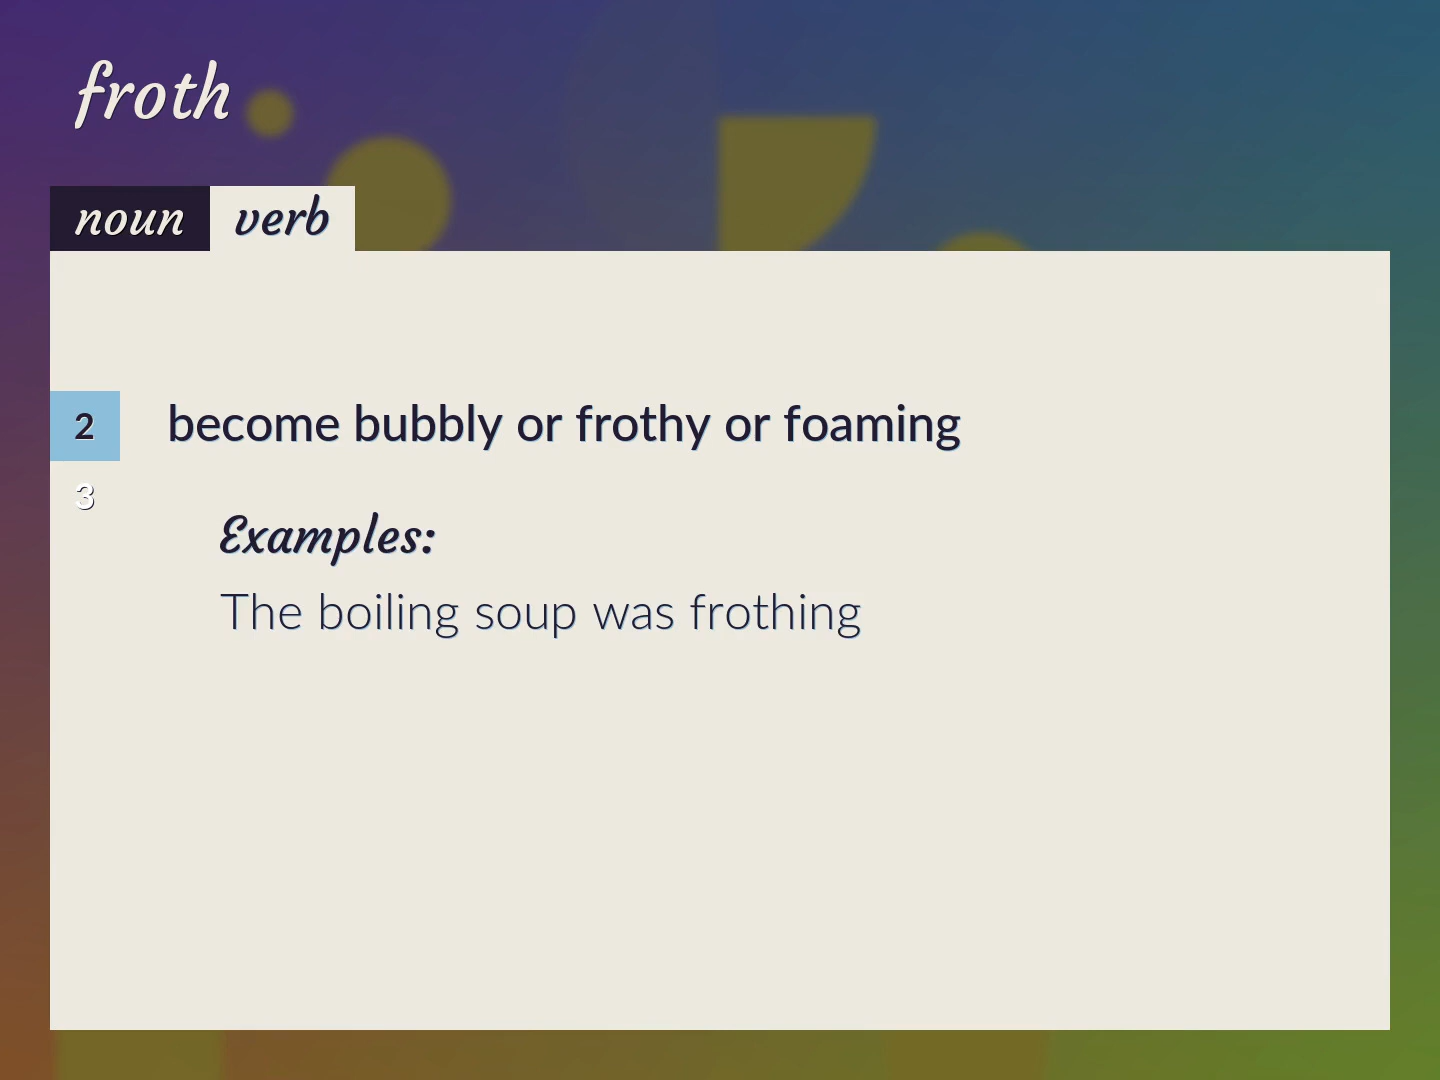 froth
noun verb
2 become bubbly or frothy or foaming
3
Examples:
The boiling soup was frothing